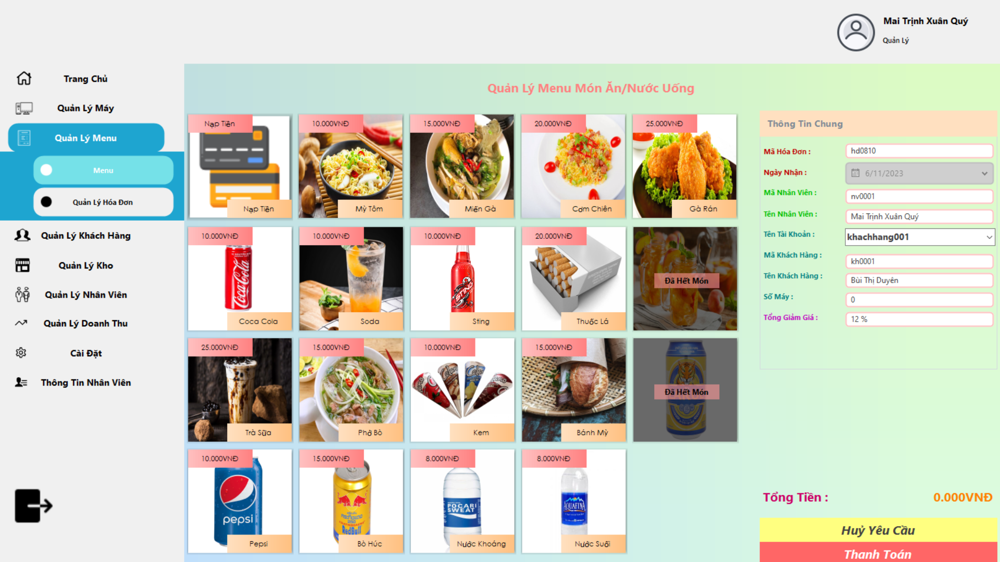 Mai Trịnh Xuân Quý
Quản Lý
Trang Chủ
Quản Lý Máy
Quản Lý Menu
Menu
Quản Lý Hóa Đơn
Quản Lý Khách Hàng
Quản Lý Kho
Quản Lý Nhân Viên
Quản Lý Doanh Thu
Cài Đặt
Thông Tin Nhân Viên
Quản Lý Menu Món Ăn/Nước Uống
Nạp Tiền
Nạp Tiền
10.000VNĐ
Mỳ Tôm
15.000VNĐ
Miến Gà
20.000VNĐ
Cơm Chiên
25.000VNĐ
Gà Rán
10.000VNĐ
Coca-Cola
Coca Cola
10.000VNĐ
Soda
10.000VNĐ
STING
Sting
20.000VNĐ
Thuốc Lá
Đã Hết Món
25.000VNĐ
Trà Sữa
15.000VNĐ
Phở Bò
10.000VNĐ
Kem
15.000VNĐ
Bánh Mỳ
Đã Hết Món
10.000VNĐ
pepsi
Pepsi
15.000VNĐ
RedBull
Bò Húc
8.000VNĐ
POCARI
SWEAT
Nước Khoáng
8.000VNĐ
AQUAFINA
Nước Suối
Thông Tin Chung
Mã Hóa Đơn : hd0810
Ngày Nhận : 6/11/2023
Mã Nhân Viên : nv0001
Tên Nhân Viên : Mai Trịnh Xuân Quý
Tên Tài Khoản : khachhang001
Mã Khách Hàng : kh0001
Tên Khách Hàng : Bùi Thị Duyên
Số Máy : 0
Tổng Giảm Giá : 12 %
Tổng Tiền : 0.000VNĐ
Huỷ Yêu Cầu
Thanh Toán